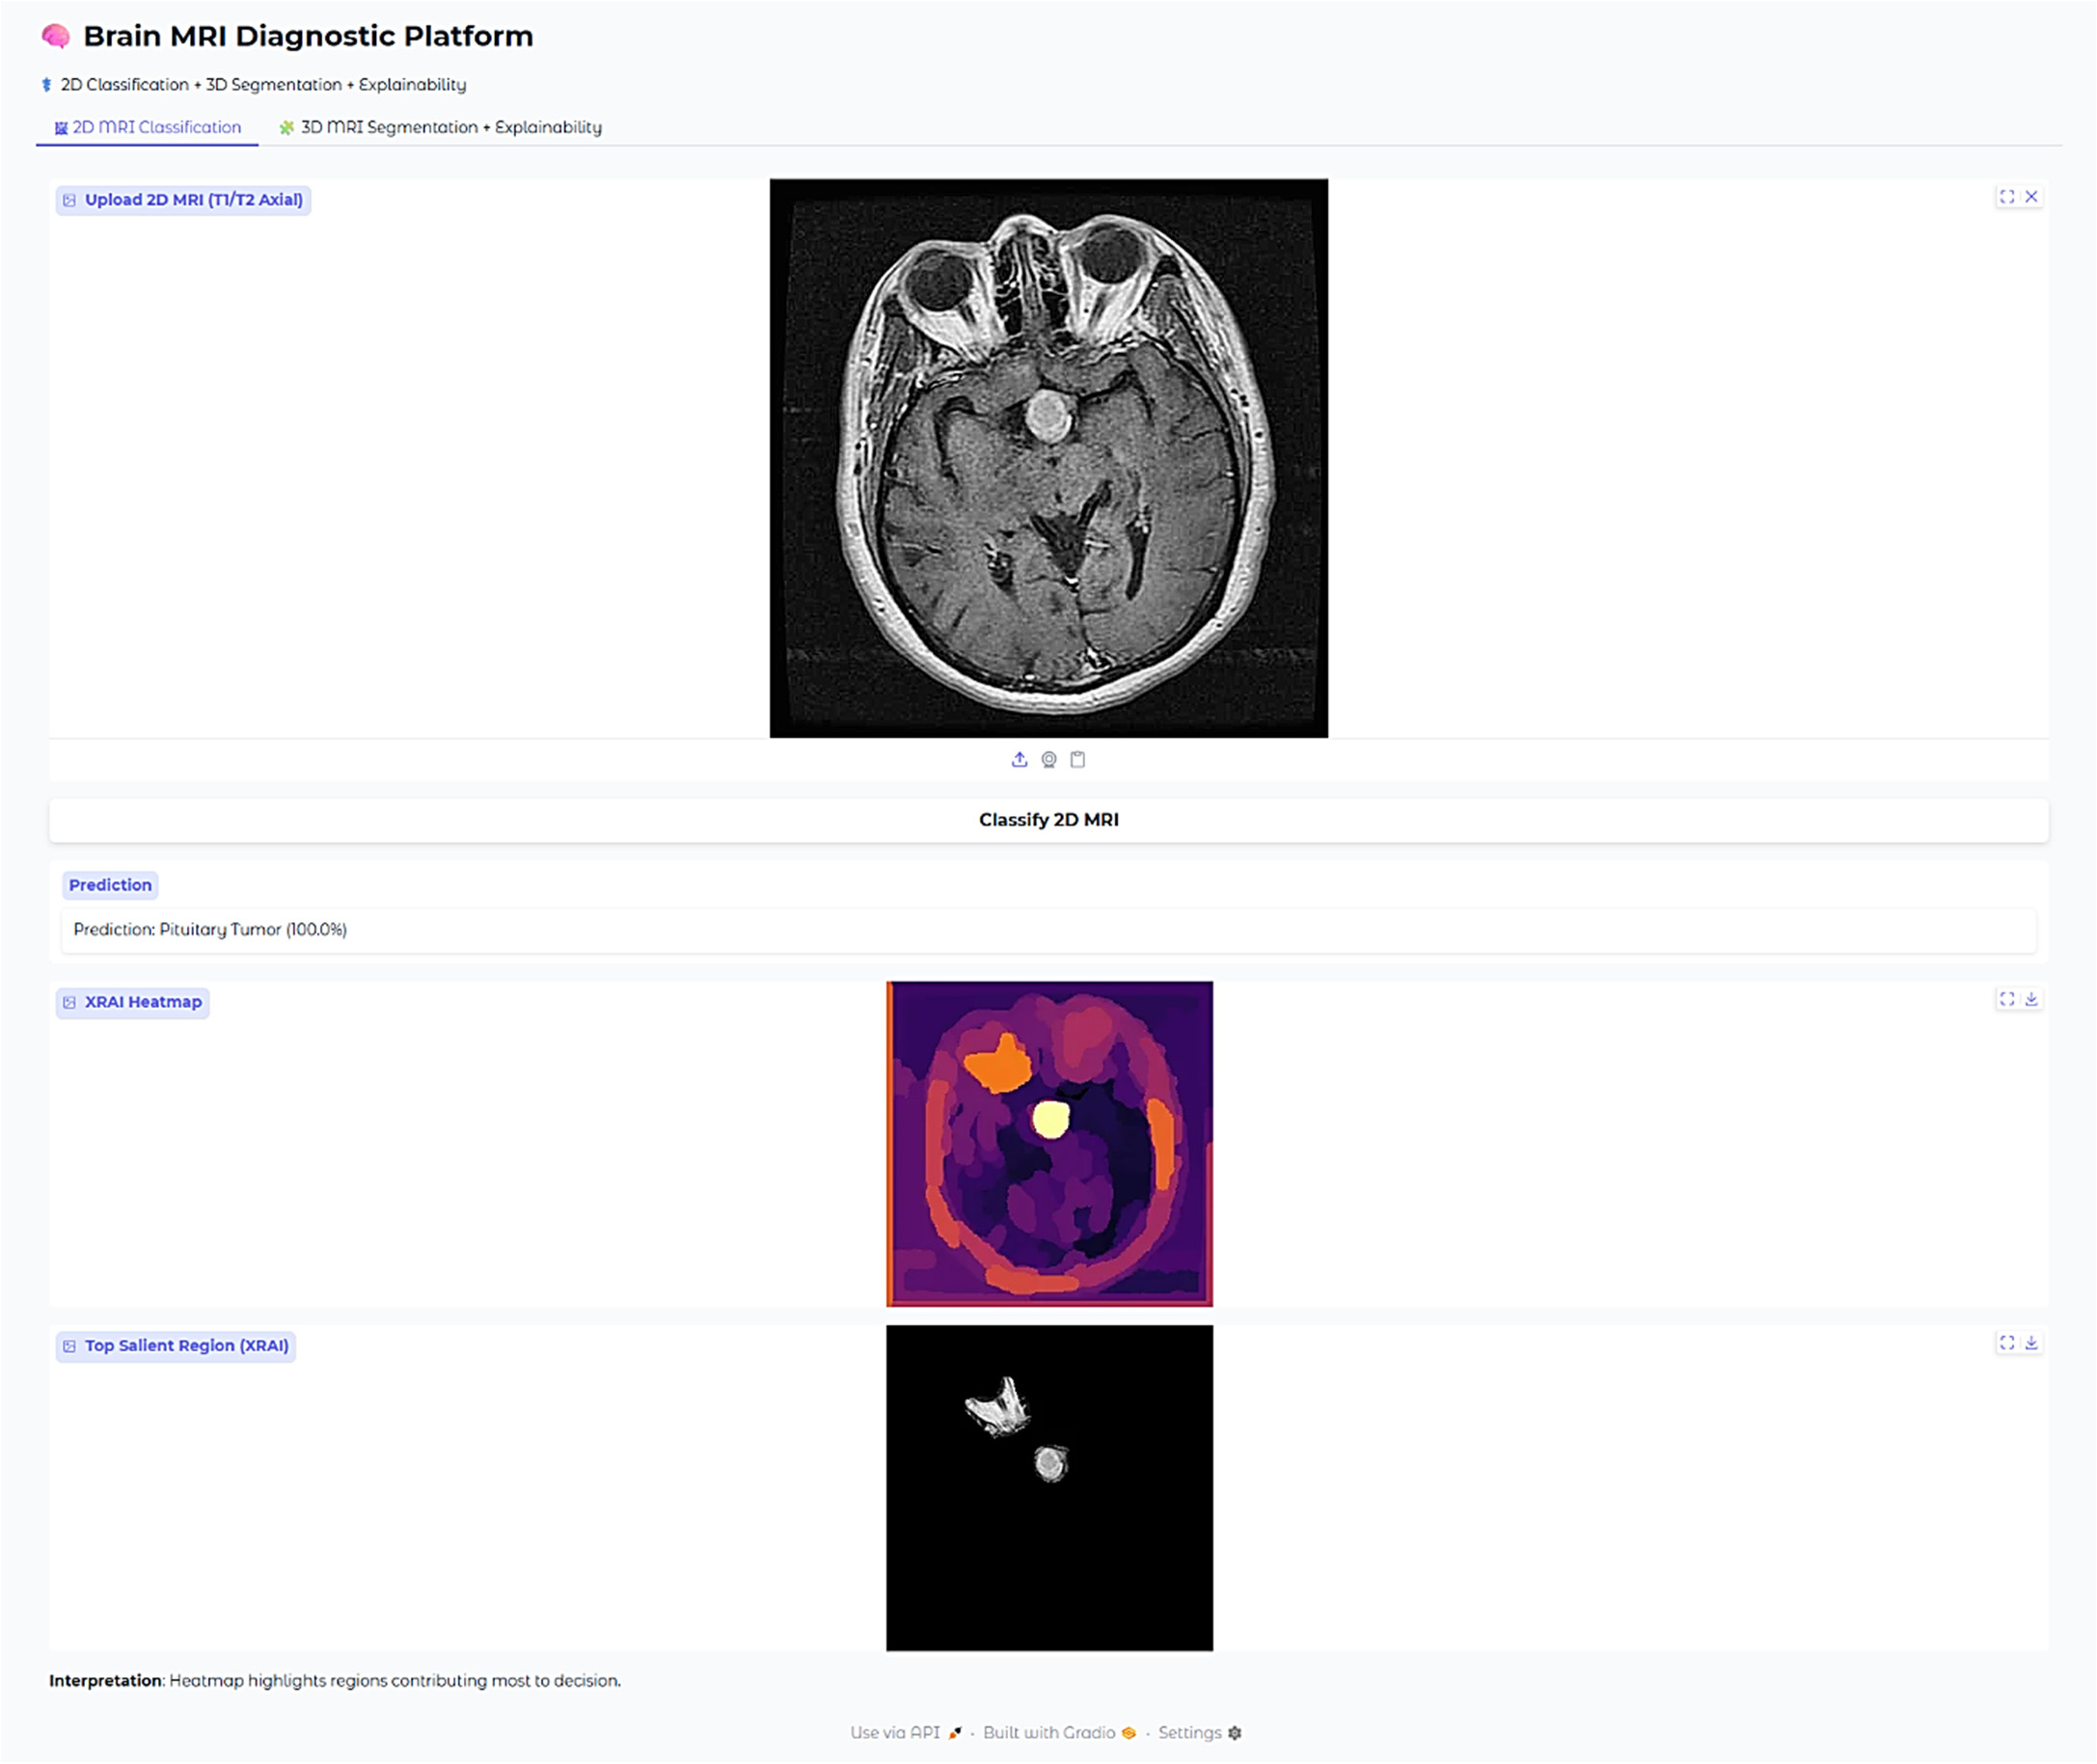 Brain MRI Diagnostic Platform
2D Classification + 3D Segmentation + Explainability
2D MRI Classification
3D MRI Segmentation + Explainability
Upload 2D MRI (T1/T2 Axial)
Classify 2D MRI
Prediction
Prediction: Pituitary Tumor (100.0%)
XRAI Heatmap
Top Salient Region (XRAI)
Interpretation: Heatmap highlights regions contributing most to decision.
Use via API · Built with Gradio · Settings